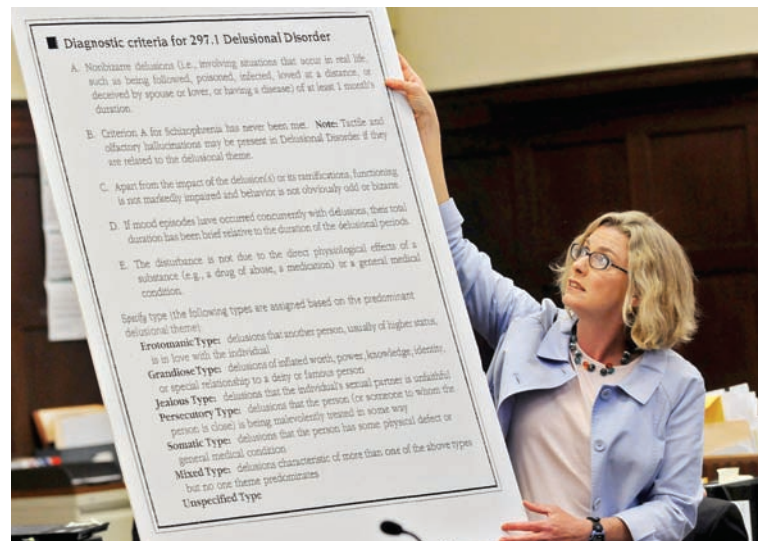 ■ Diagnostic criteria for 297.1 Delusional Disorder
A. Nonbizarre delusions (i.e., involving situations that occur in real life,
such as being followed, poisoned, infected, loved at a distance, or
deceived by spouse or lover, or having a disease) of at least 1 month's
duration.
B. Criterion A for Schizophrenia has never been met. Note: Tactile and
olfactory hallucinations may be present in Delusional Disorder if they
are related to the delusional theme.
C. Apart from the impact of the delusion(s) or its ramifications, functioning
is not markedly impaired and behavior is not obviously odd or bizarre.
D. If mood episodes have occurred concurrently with delusions, their total
duration has been brief relative to the duration of the delusional periods.
E. The disturbance is not due to the direct physiological effects of a
substance (e.g., a drug of abuse, a medication) or a general medical
condition.
Specify type (the following types are assigned based on the predominant
delusional theme):
Erotomanic Type: delusions that another person, usually of higher status,
is in love with the individual
Grandiose Type: delusions of inflated worth, power, knowledge, identity,
or special relationship to a deity or famous person
Jealous Type: delusions that the individual's sexual partner is unfaithful
Persecutory Type: delusions that the person (or someone to whom the
person is close) is being malevolently treated in some way
Somatic Type: delusions that the person has some physical defect or
general medical condition
Mixed Type: delusions characteristic of more than one of the above types
but no one theme predominates
Unspecified Type